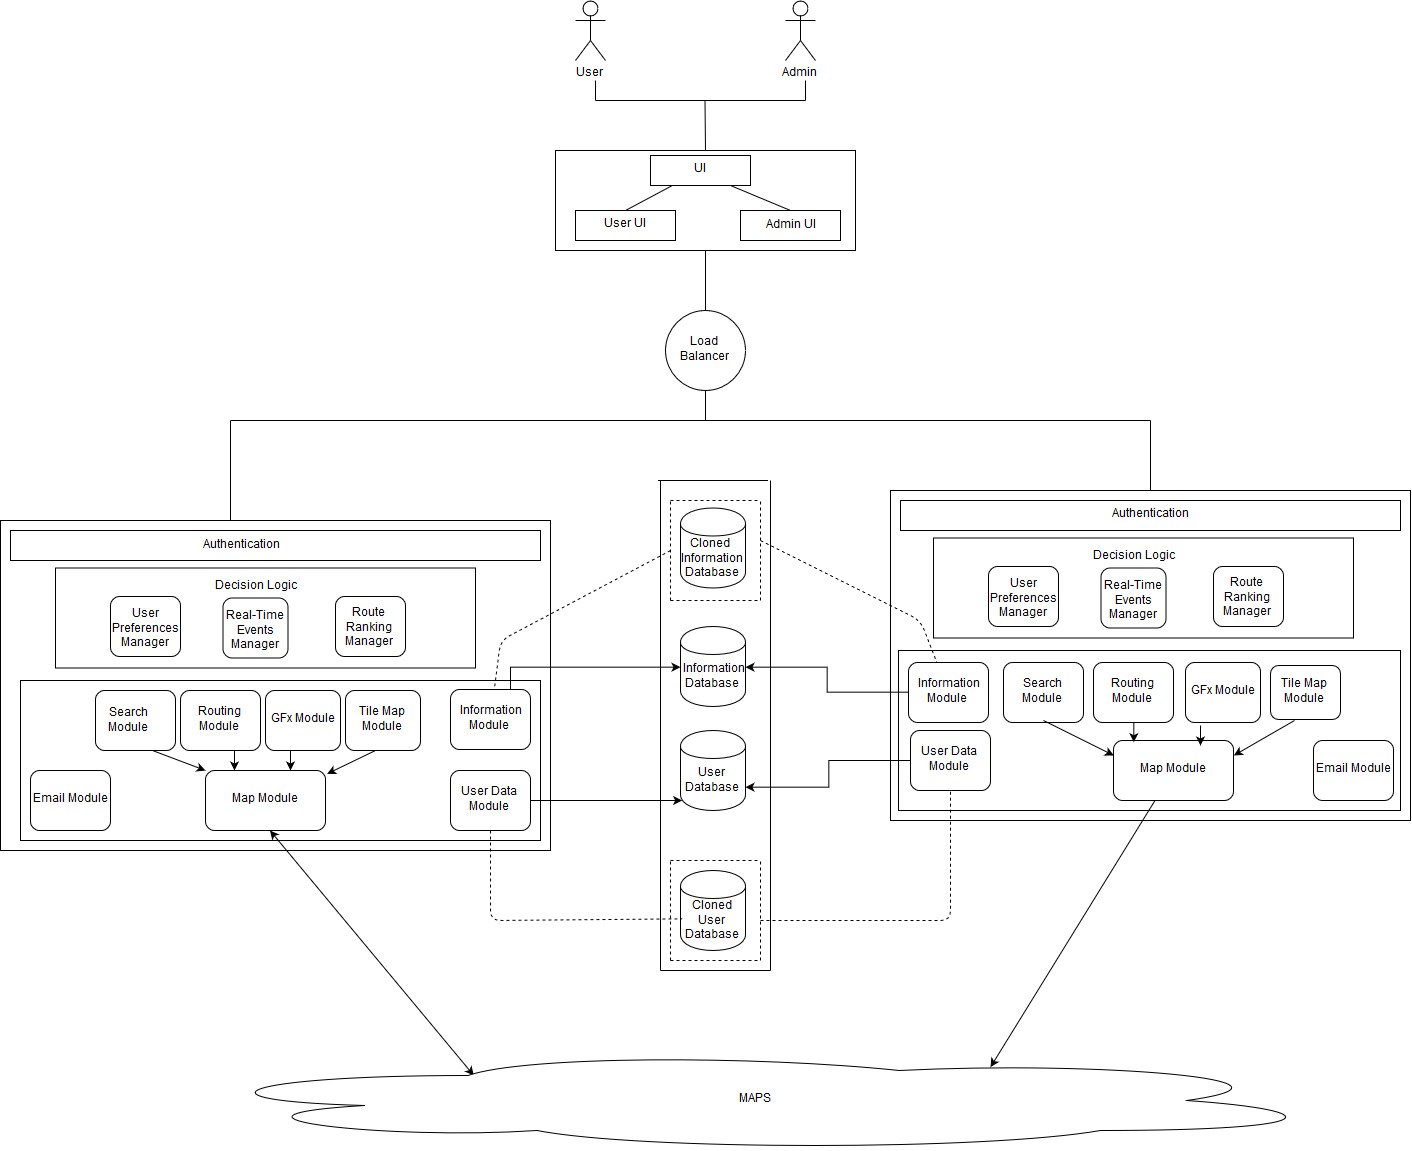 User
Admin
UI
User UI
Admin UI
Load
Balancer
Authentication
Decision Logic
User
Preferences
Manager
Real-Time
Events
Manager
Route
Ranking
Manager
Search
Module
Routing
Module
GFx Module
Tile Map
Module
Information
Module
Email Module
Map Module
User Data
Module
Cloned
Information
Database
Information
Database
User
Database
Cloned
User
Database
Authentication
Decision Logic
User
Preferences
Manager
Real-Time
Events
Manager
Route
Ranking
Manager
Information
Module
Search
Module
Routing
Module
GFx Module
Tile Map
Module
User Data
Module
Map Module
Email Module
MAPS